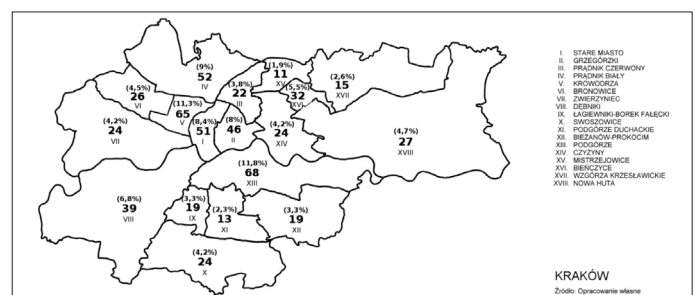 (9%)
52
IV
(1,9%)
11
XV
(2,6%)
15
XVII
(4,5%)
26
VI
(3,8%)
22
III
(5,5%)
32
XVI
(11,3%)
65
V
(8,4%)
51
I
(8%)
46
II
(4,2%)
24
VII
(4,2%)
24
XIV
(4,7%)
27
XVIII
(11,8%)
68
XIII
(6,8%)
39
VIII
(3,3%)
19
IX
(2,3%)
13
XI
(3,3%)
19
XII
(4,2%)
24
X
I. STARE MIASTO
II. GRZEGÓRZKI
III. PRĄDNIK CZERWONY
IV. PRĄDNIK BIAŁY
V. KROWODRZA
VI. BRONOWICE
VII. ZWIERZYNIEC
VIII. DĘBNIKI
IX. ŁAGIEWNIKI-BOREK FAŁĘCKI
X. SWOSZOWICE
XI. PODGÓRZE DUCHACKIE
XII. BIEŻANÓW-PROKOCIM
XIII. PODGÓRZE
XIV. CZYŻYNY
XV. MISTRZEJOWICE
XVI. BIEŃCZYCE
XVII. WZGÓRZA KRZESŁAWICKIE
XVIII. NOWA HUTA
KRAKÓW
Źródło: Opracowanie własne